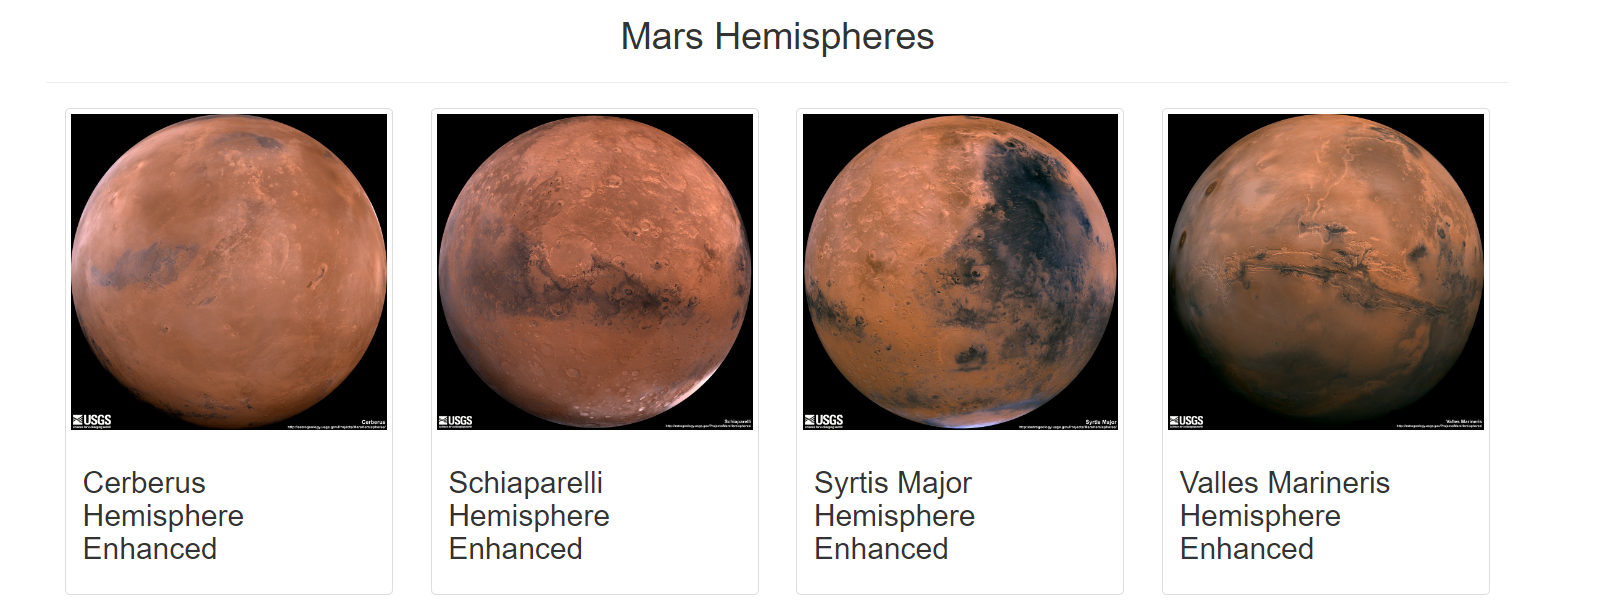 Mars Hemispheres
USGS
Cerberus
USGS
Schiaparelli
USGS
Syrtis Major
USGS
Valles Marineris
Cerberus
Hemisphere
Enhanced
Schiaparelli
Hemisphere
Enhanced
Syrtis Major
Hemisphere
Enhanced
Valles Marineris
Hemisphere
Enhanced